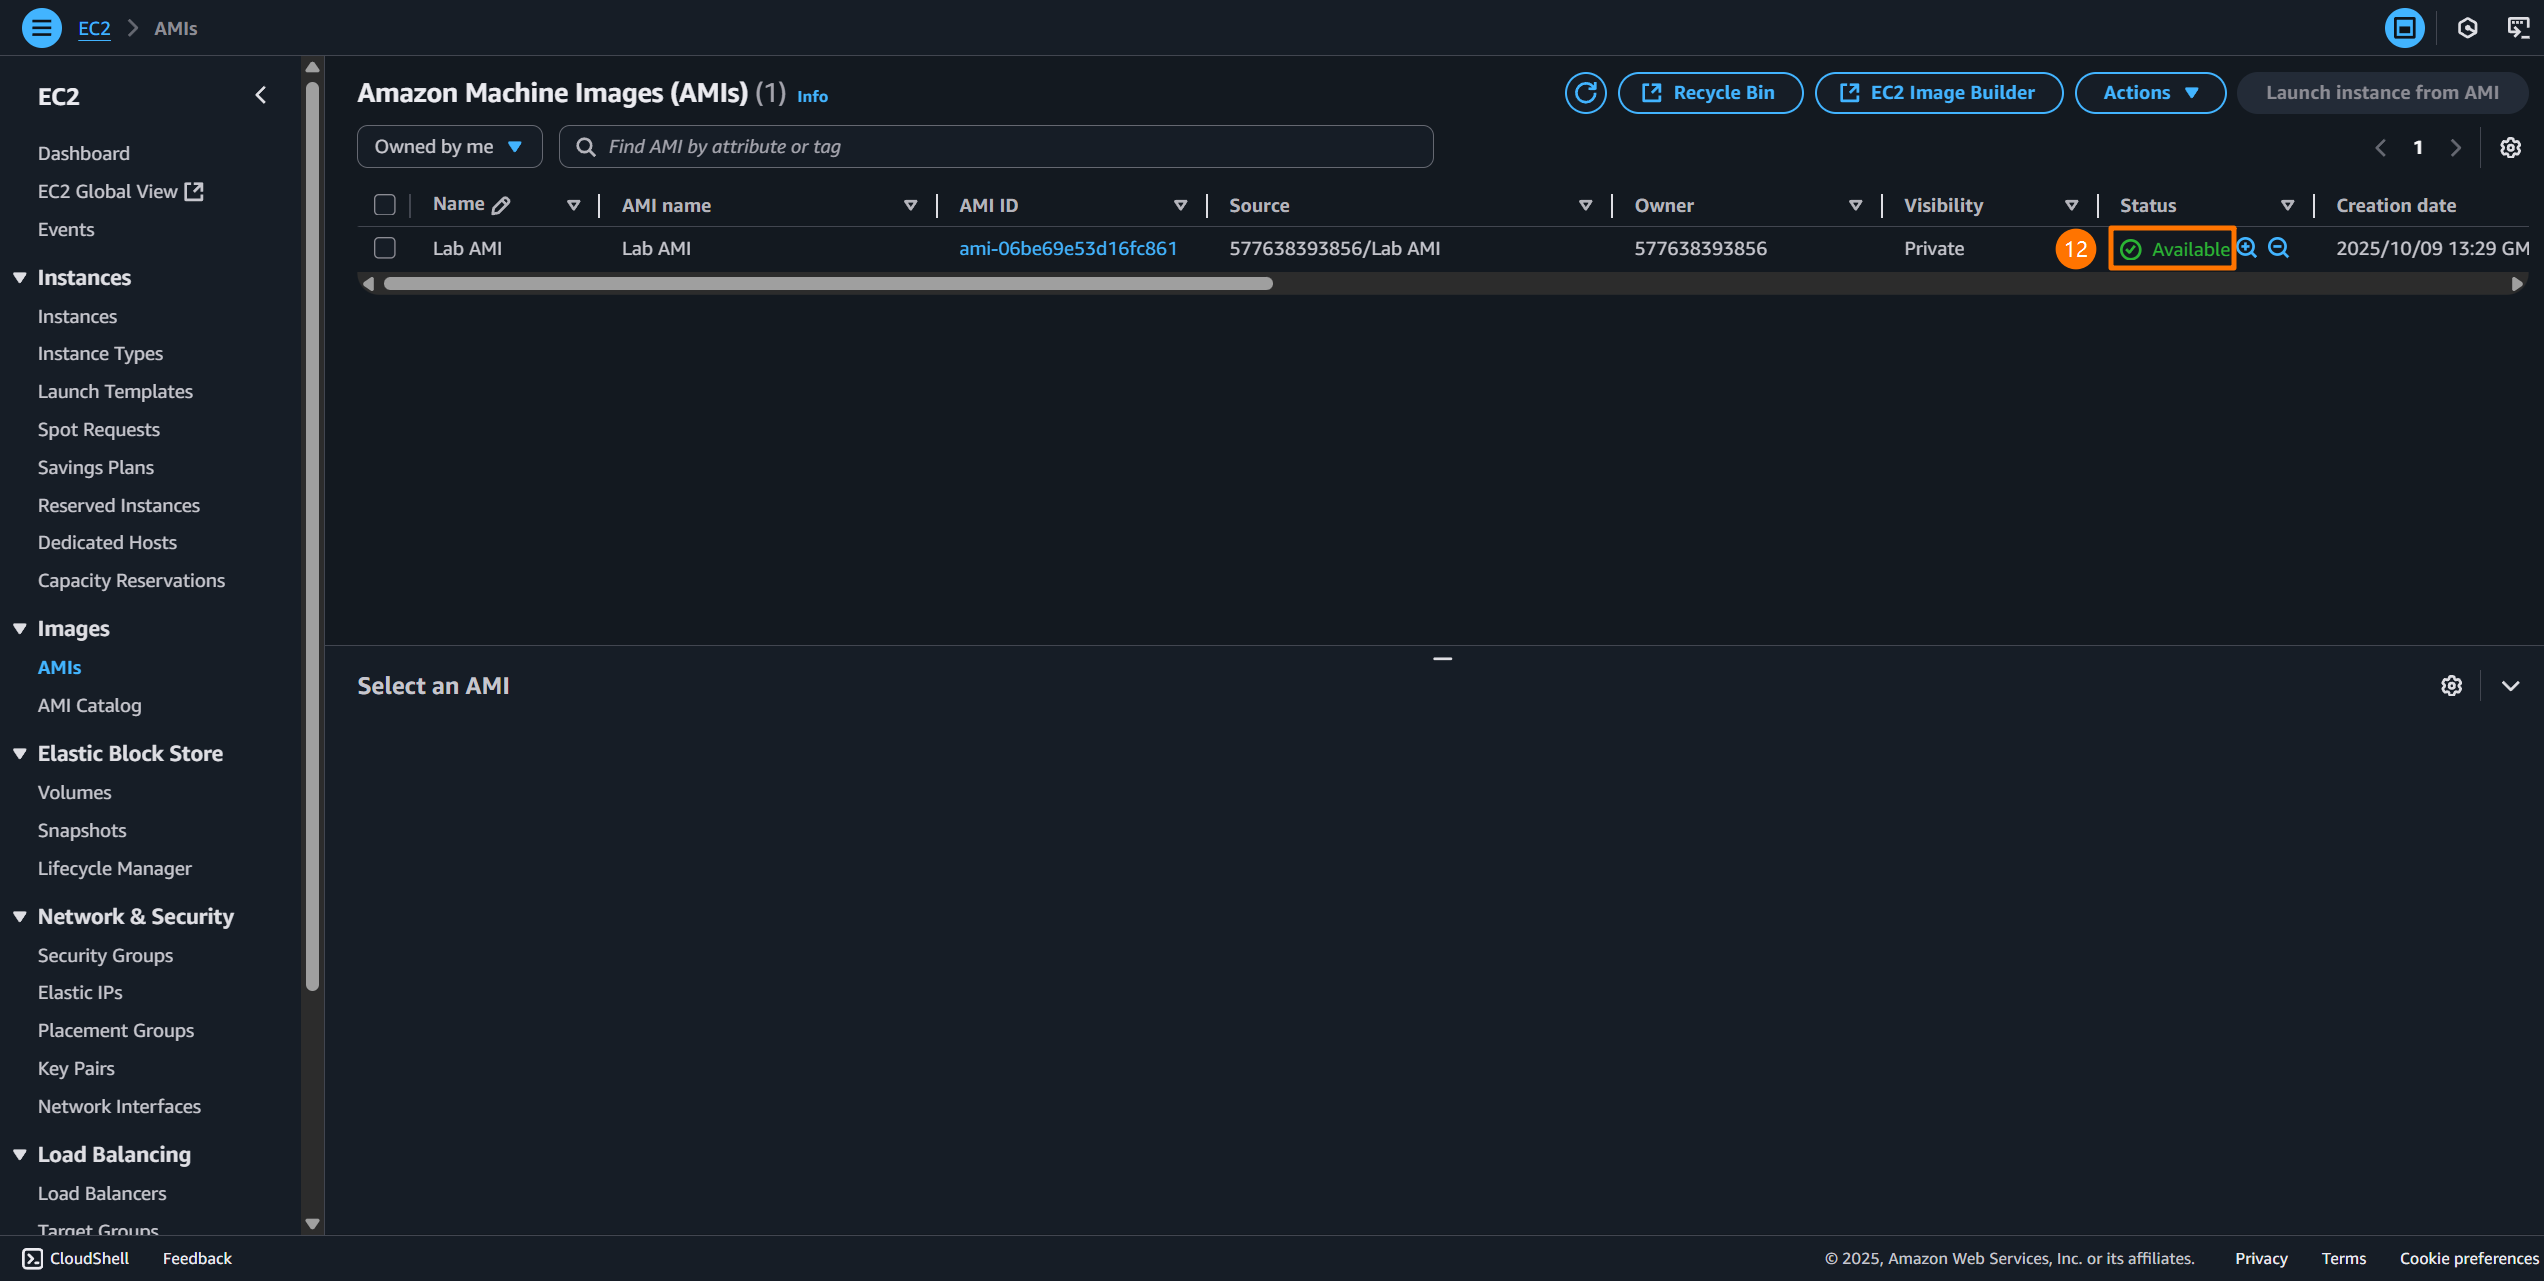 EC2 > AMIs
EC2
Dashboard
EC2 Global View
Events
Instances
Instances
Instance Types
Launch Templates
Spot Requests
Savings Plans
Reserved Instances
Dedicated Hosts
Capacity Reservations
Images
AMIs
AMI Catalog
Elastic Block Store
Volumes
Snapshots
Lifecycle Manager
Network & Security
Security Groups
Elastic IPs
Placement Groups
Key Pairs
Network Interfaces
Load Balancing
Load Balancers
Target Groups
Amazon Machine Images (AMIs) (1) Info
Recycle Bin EC2 Image Builder Actions Launch instance from AMI
Owned by me Find AMI by attribute or tag 1
Name AMI name AMI ID Source Owner Visibility Status Creation date
Lab AMI Lab AMI ami-06be69e53d16fc861 577638393856/Lab AMI 577638393856 Private 12 Available 2025/10/09 13:29 GM
Select an AMI
CloudShell Feedback © 2025, Amazon Web Services, Inc. or its affiliates. Privacy Terms Cookie preferences